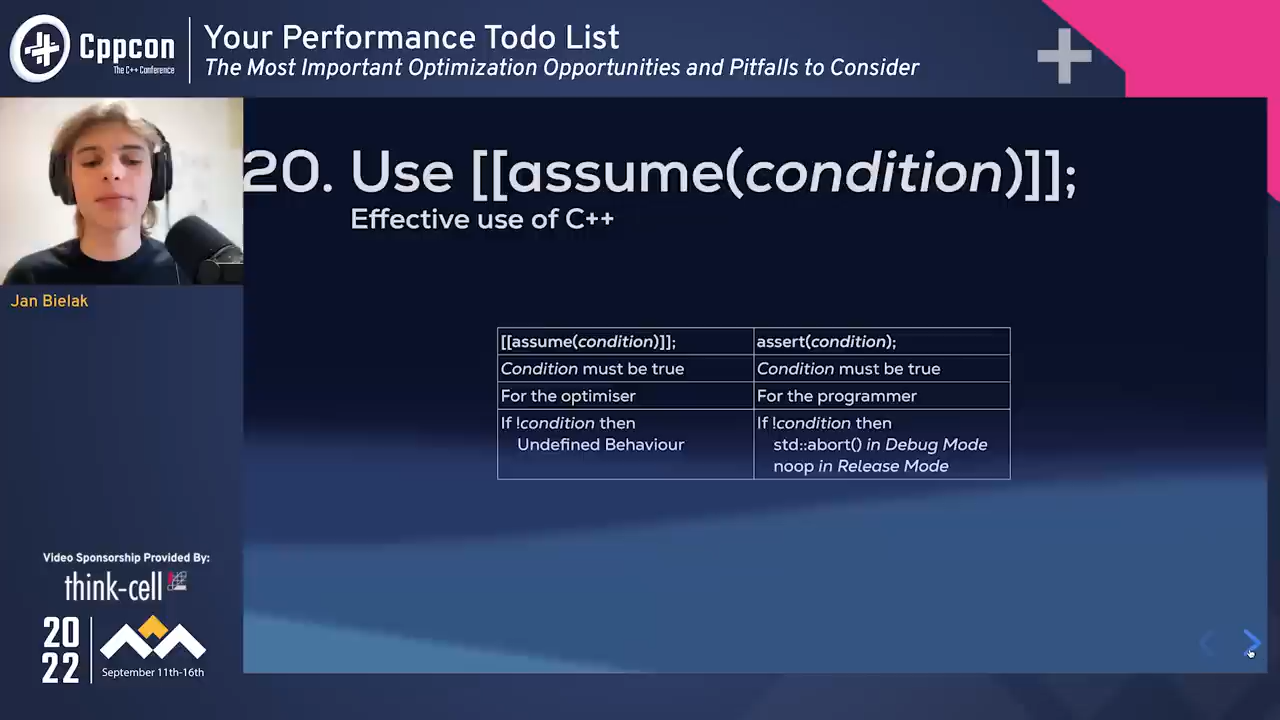 Cppcon
The C++ Conference
Your Performance Todo List
The Most Important Optimization Opportunities and Pitfalls to Consider
Jan Bielak
20. Use [[assume(condition)]];
Effective use of C++
[[assume(condition)]]; assert(condition);
Condition must be true Condition must be true
For the optimiser For the programmer
If !condition then If !condition then
Undefined Behaviour std::abort() in Debug Mode
noop in Release Mode
Video Sponsorship Provided By:
think-cell
20
22
September 11th-16th